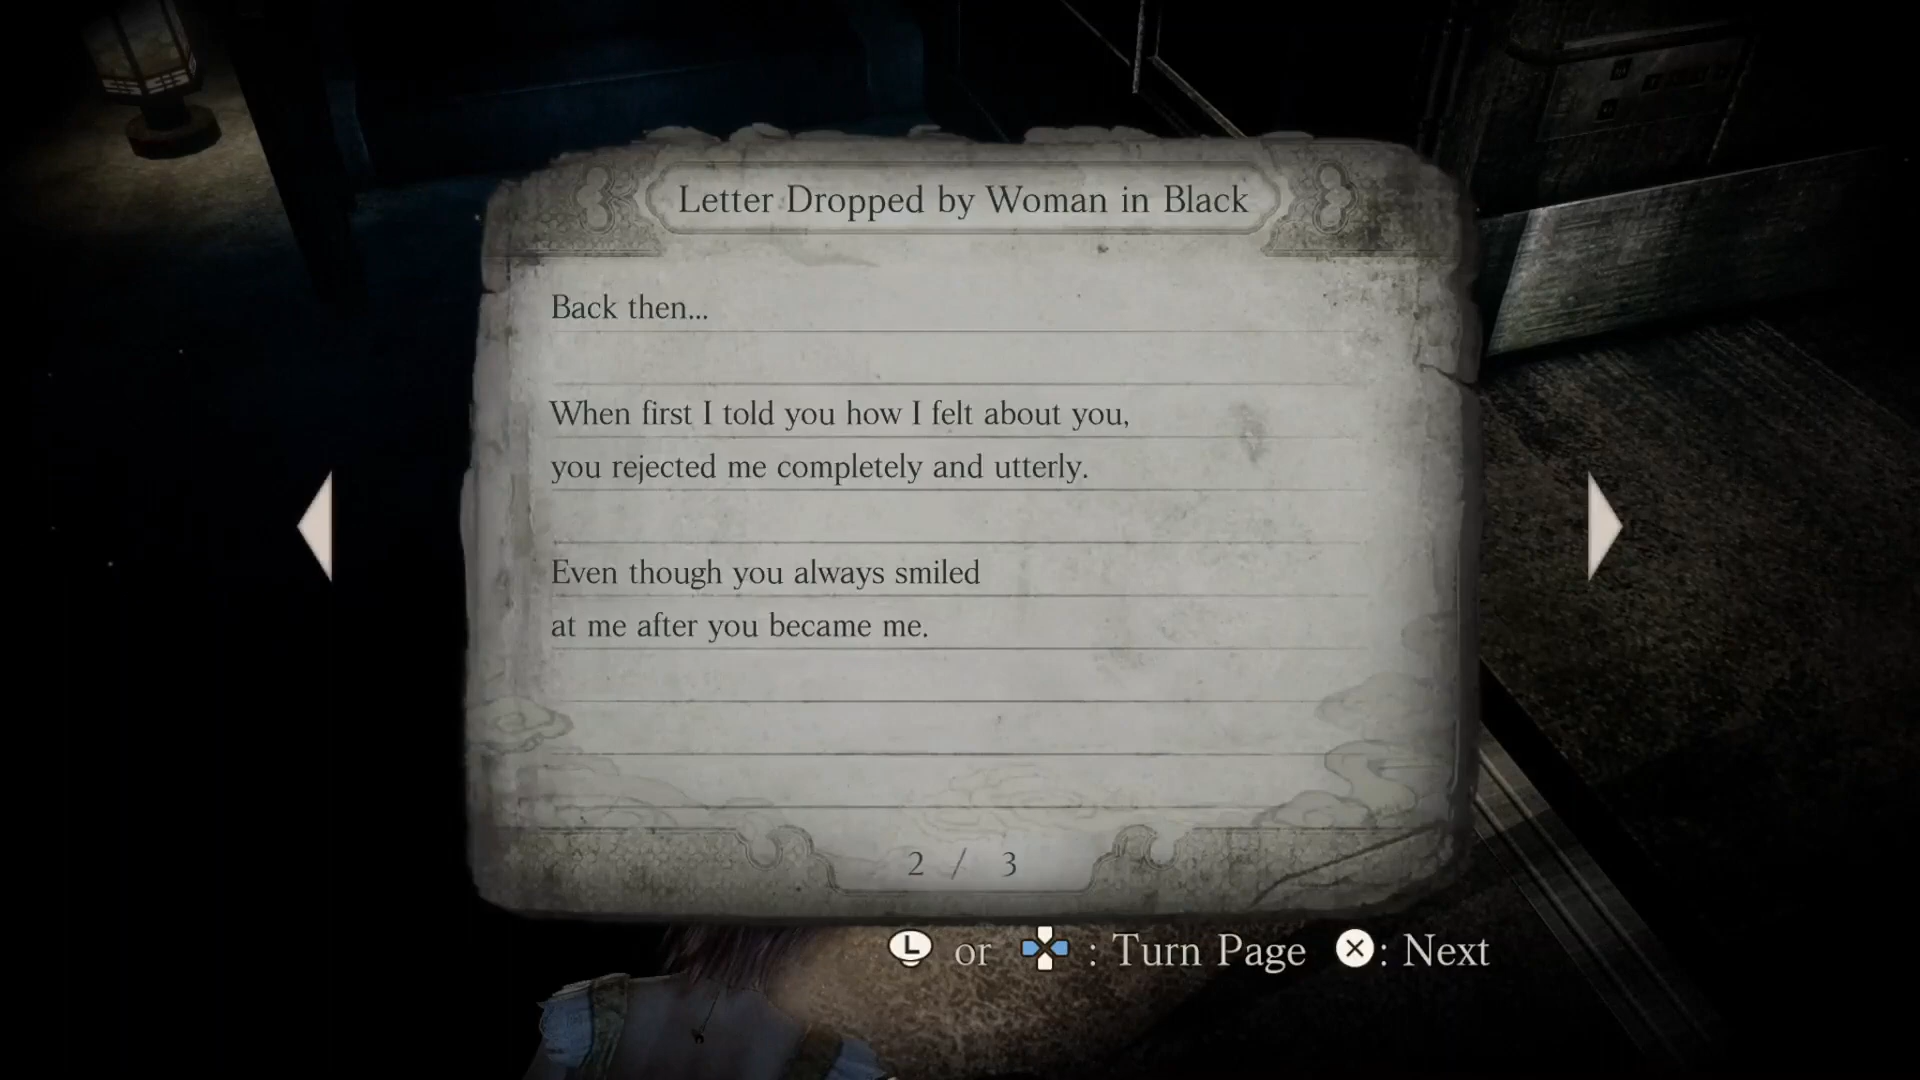 Letter Dropped by Woman in Black
Back then...
When first I told you how I felt about you,
you rejected me completely and utterly.
Even though you always smiled
at me after you became me.
2 / 3
L or : Turn Page X: Next